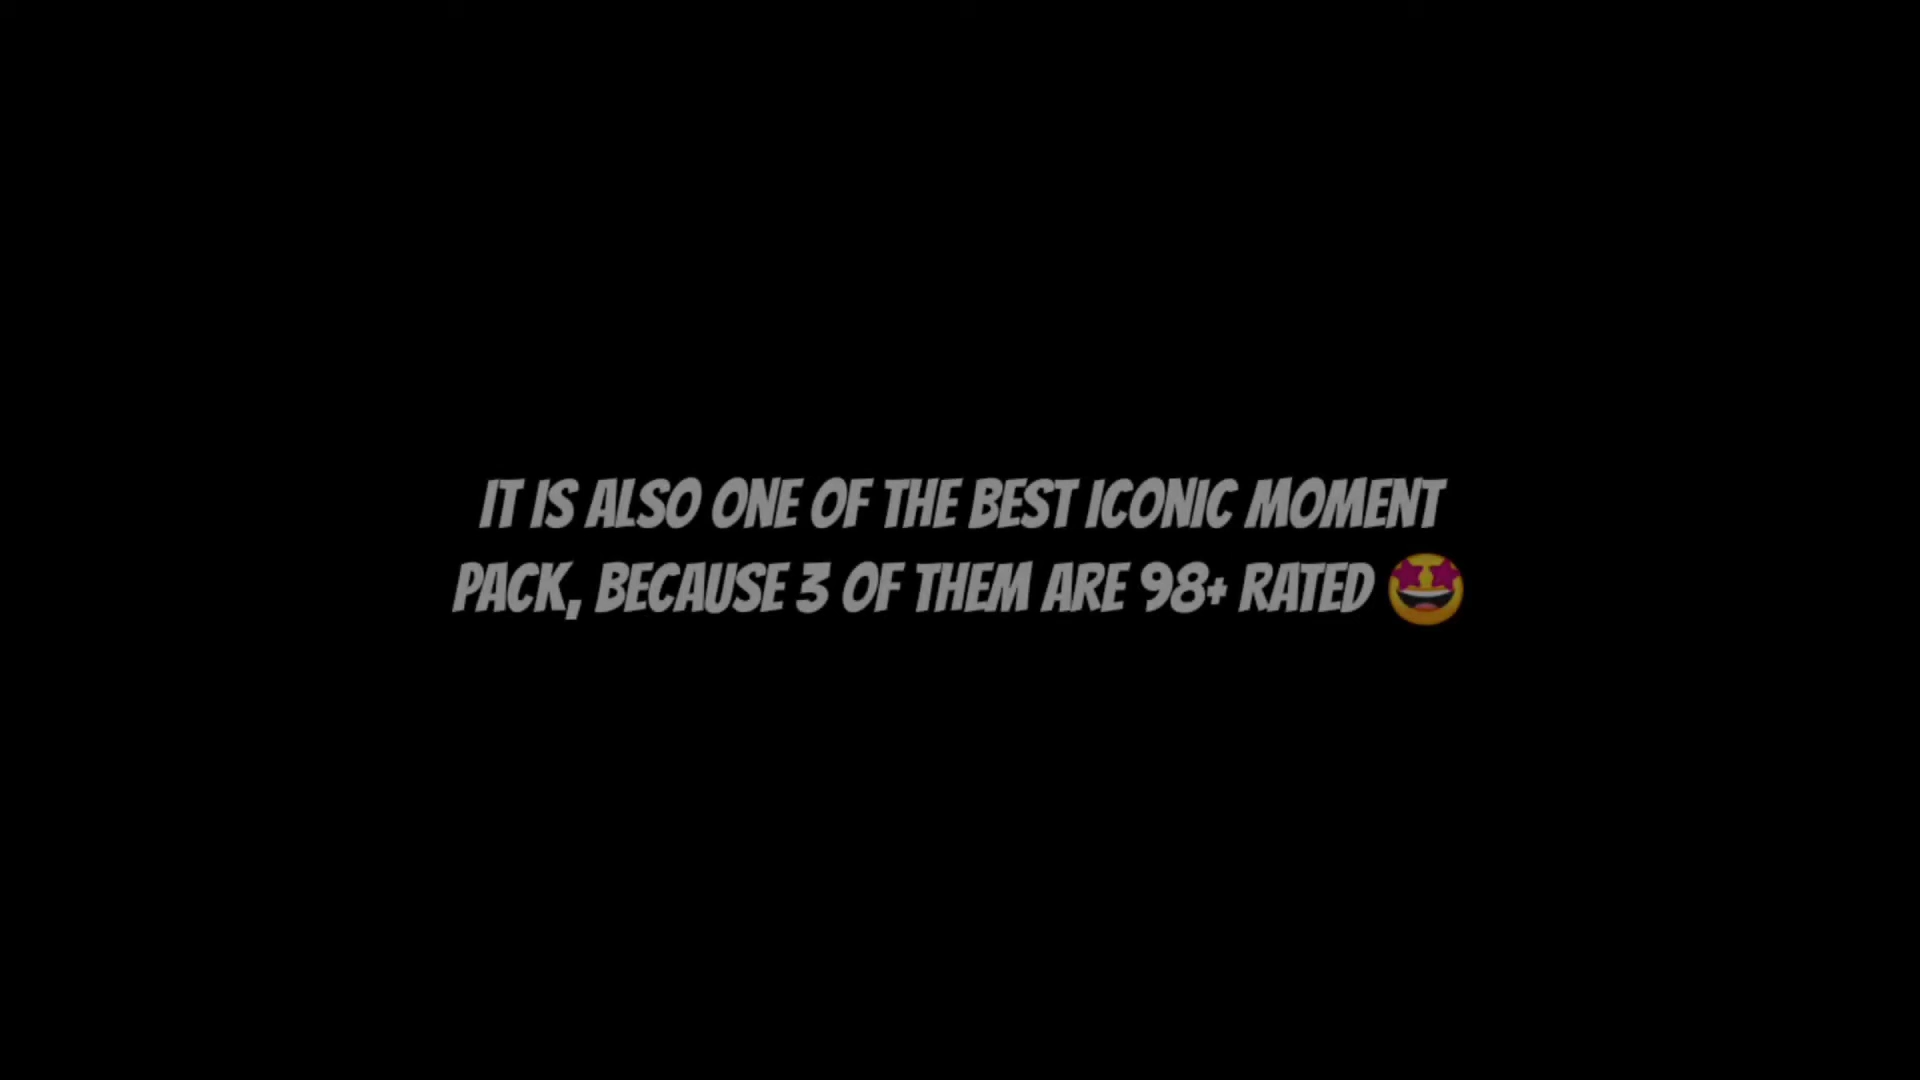 IT IS ALSO ONE OF THE BEST ICONIC MOMENT
PACK, BECAUSE 3 OF THEM ARE 98+ RATED 🤩